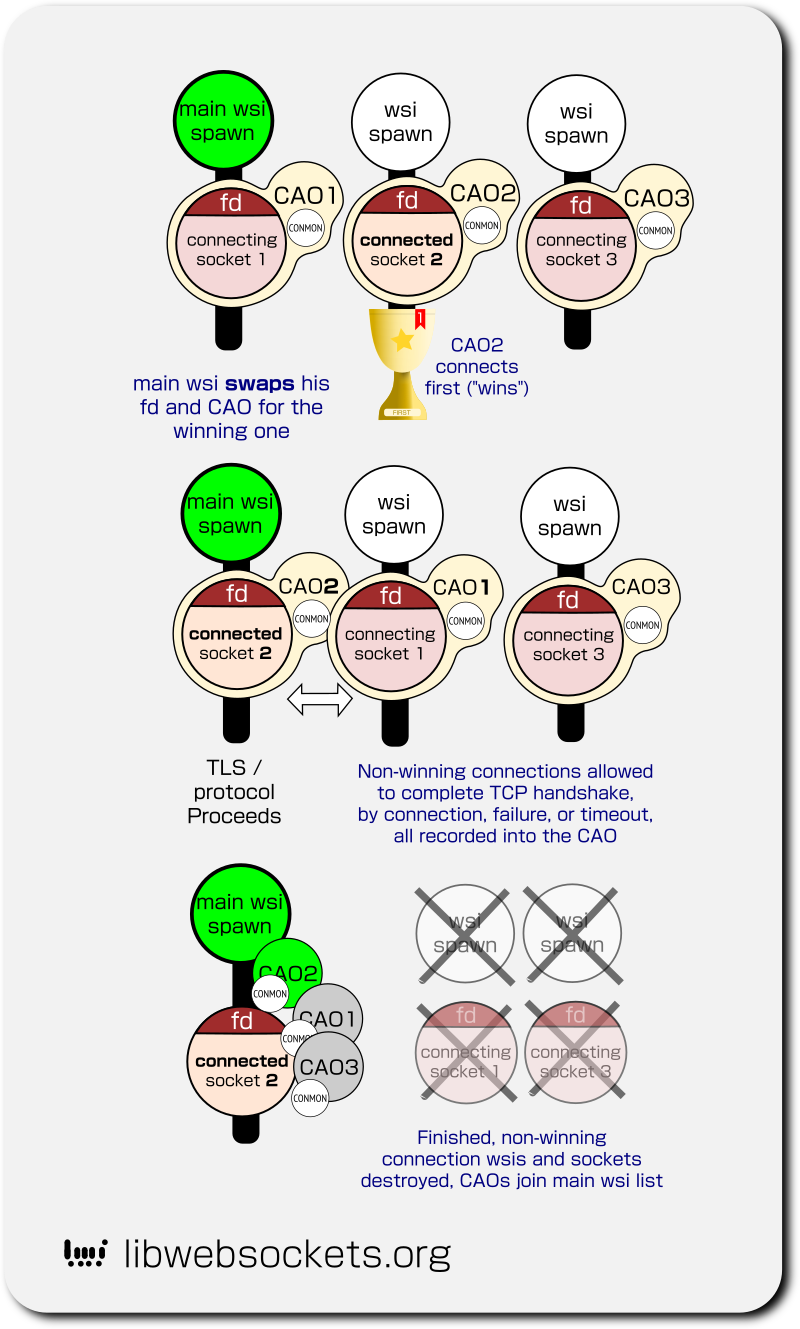 main wsi
spawn
wsi
spawn
wsi
spawn
fd
CAO1
CONMON
connecting
socket 1
fd
CAO2
CONMON
connected
socket 2
fd
CAO3
CONMON
connecting
socket 3
1
FIRST
CAO2
connects
first ("wins")
main wsi swaps his
fd and CAO for the
winning one
main wsi
spawn
wsi
spawn
wsi
spawn
fd
CAO2
CONMON
connected
socket 2
fd
CAO1
CONMON
connecting
socket 1
fd
CAO3
CONMON
connecting
socket 3
TLS /
protocol
Proceeds
Non-winning connections allowed
to complete TCP handshake,
by connection, failure, or timeout,
all recorded into the CAO
main wsi
spawn
CAO2
CONMON
fd
CAO1
CONMO
connected
socket 2
CAO3
CONMON
wsi
spawn
wsi
spawn
fd
connecting
socket 1
fd
connecting
socket 3
Finished, non-winning
connection wsis and sockets
destroyed, CAOs join main wsi list
libwebsockets.org